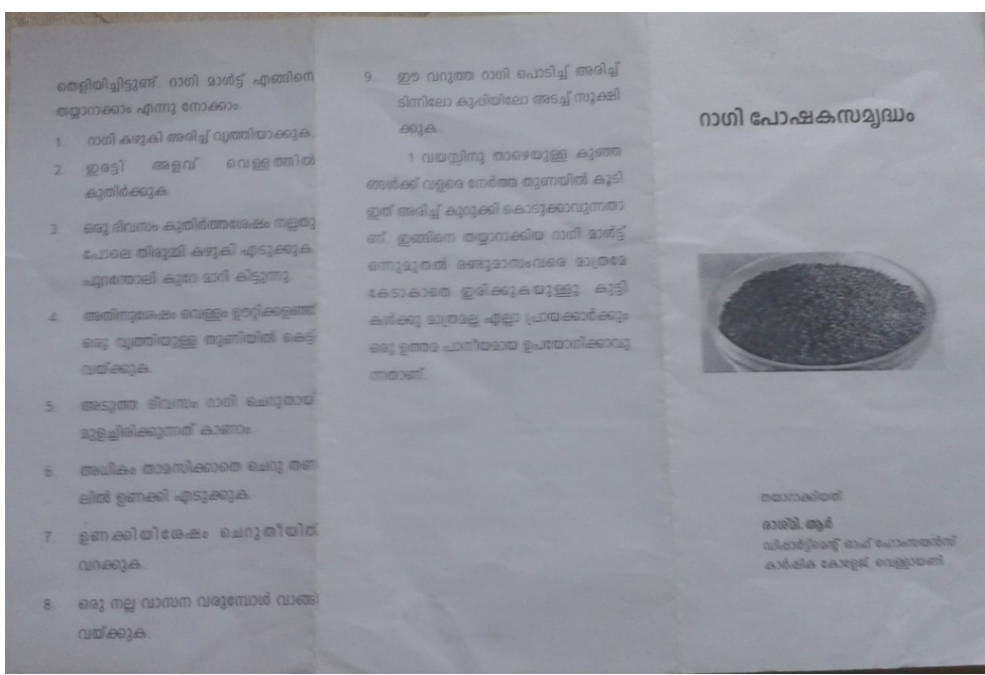 തെളിയിച്ചിട്ടുണ്ട്. റാഗി മാൾട്ട് എങ്ങിനെ
തയ്യാറാക്കാം എന്നു നോക്കാം.
1. റാഗി കഴുകി അരിച്ച് വൃത്തിയാക്കുക.
2. ഇരട്ടി അളവ് വെള്ളത്തിൽ
കുതിർക്കുക.
3. ഒരു ദിവസം കുതിർത്തശേഷം നല്ലതു
പോലെ തിരുമ്മി കഴുകി എടുക്കുക.
പുറന്തോലി കുറേ മാറി കിട്ടുന്നു.
4. അതിനുശേഷം വെള്ളം ഊറ്റിക്കളഞ്ഞ്
ഒരു വൃത്തിയുള്ള തുണിയിൽ കെട്ടി
വയ്ക്കുക.
5. അടുത്ത ദിവസം റാഗി ചെറുതായ്
മുളച്ചിരിക്കുന്നത് കാണാം.
6. അധികം താമസിക്കാതെ ചെറു തണ
ലിൽ ഉണക്കി എടുക്കുക.
7. ഉണക്കിയിശേഷം ചെറുതീയിൽ
വറക്കുക.
8. ഒരു നല്ല വാസന വരുമ്പോൾ വാങ്ങി
വയ്ക്കുക.
9. ഈ വറുത്ത റാഗി പൊടിച്ച് അരിച്ച്
ടിന്നിലോ കുപ്പിയിലോ അടച്ച് സൂക്ഷി
ക്കുക.
1 വയസ്സിനു താഴെയുള്ള കുഞ്ഞു
ങ്ങൾക്ക് വളരെ നേർത്ത തുണയിൽ കൂടി
ഇത് അരിച്ച് കുറുക്കി കൊടുക്കാവുന്നതാ
ണ്. ഇങ്ങിനെ തയ്യാറാക്കിയ റാഗി മാൾട്ട്
ഒന്നുമുതൽ രണ്ടുമാസംവരെ മാത്രമേ
കേടാകാതെ ഇരിക്കുകയുള്ളു. കുട്ടി
കൾക്കു മാത്രമല്ല എല്ലാ പ്രായക്കാർക്കും
ഒരു ഉത്തമ പാനീയമായ ഉപയോഗിക്കാവു
ന്നതാണ്.
റാഗി പോഷകസമൃദ്ധം
തയാറാക്കിയത്
രാശ്മി. ആർ
ഡിപ്പാർട്ട്മെന്റ് ഓഫ് ഹോംസയൻസ്
കാർഷിക കോളേജ്, വെള്ളായണി